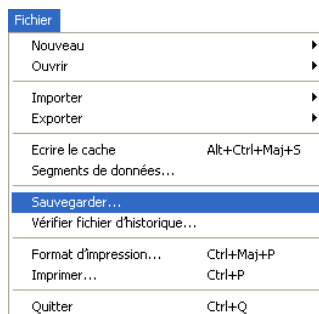 Fichier
Nouveau
Ouvrir
Importer
Exporter
Ecrire le cache Alt+Ctrl+Maj+S
Segments de données...
Sauvegarder...
Vérifier fichier d'historique...
Format d'impression... Ctrl+Maj+P
Imprimer... Ctrl+P
Quitter Ctrl+Q